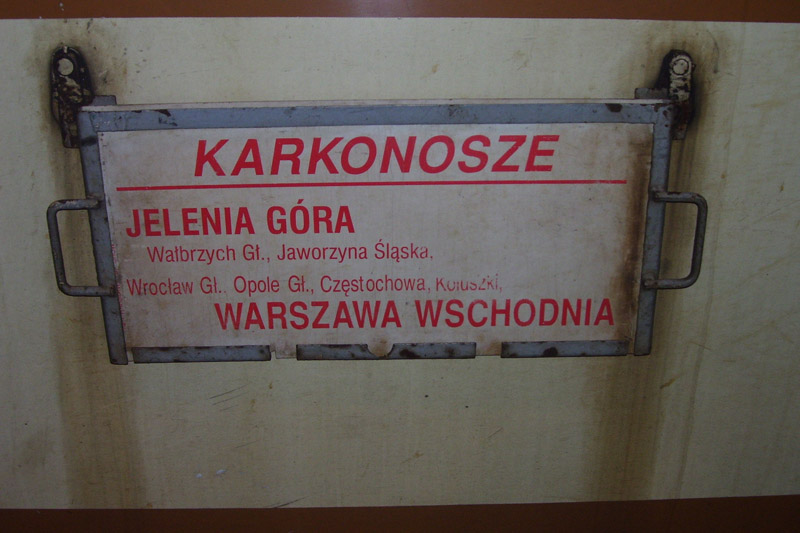 KARKONOSZE
JELENIA GÓRA
Wałbrzych Gł., Jaworzyna Śląska,
Wrocław Gł., Opole Gł., Częstochowa, Koluszki,
WARSZAWA WSCHODNIA